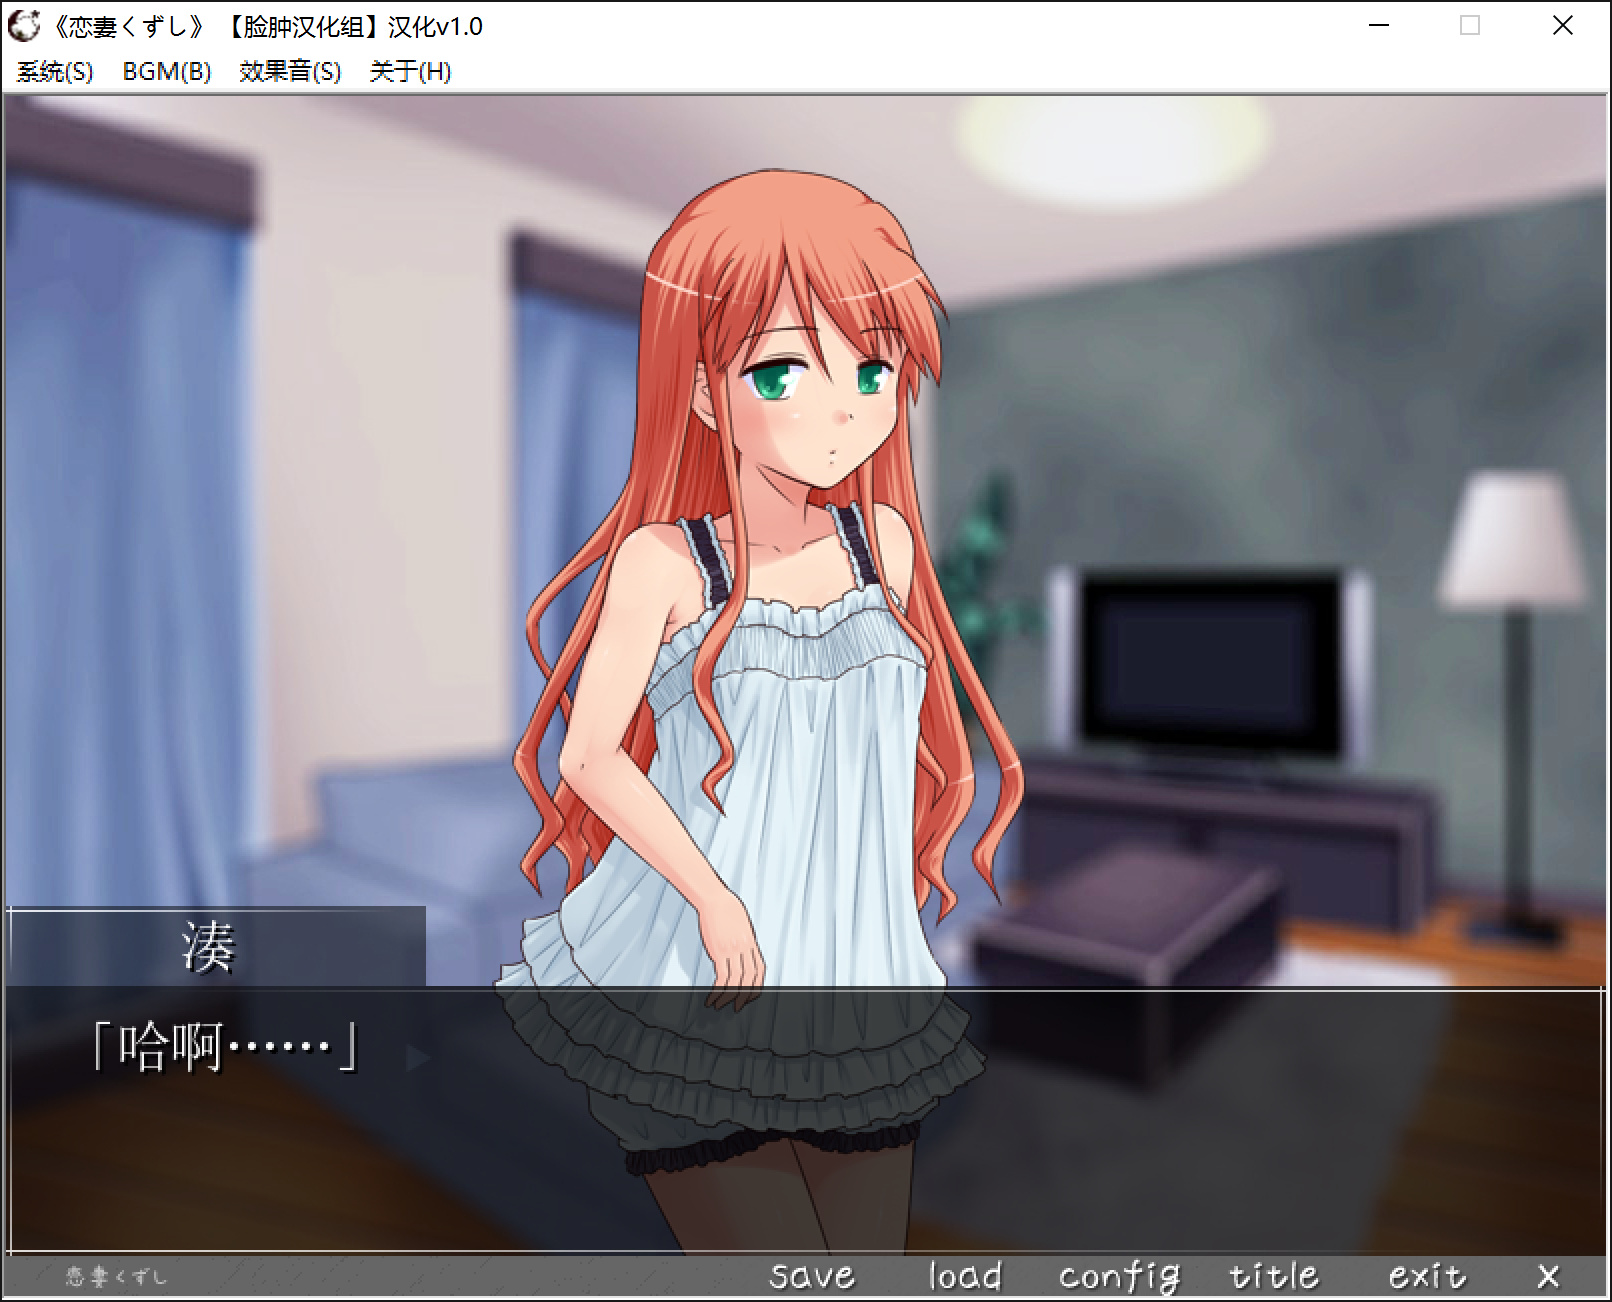 《恋妻くずし》 【脸肿汉化组】汉化v1.0
系统(S) BGM(B) 效果音(S) 关于(H)
湊
「哈啊……」
恋妻くずし save load config title exit X